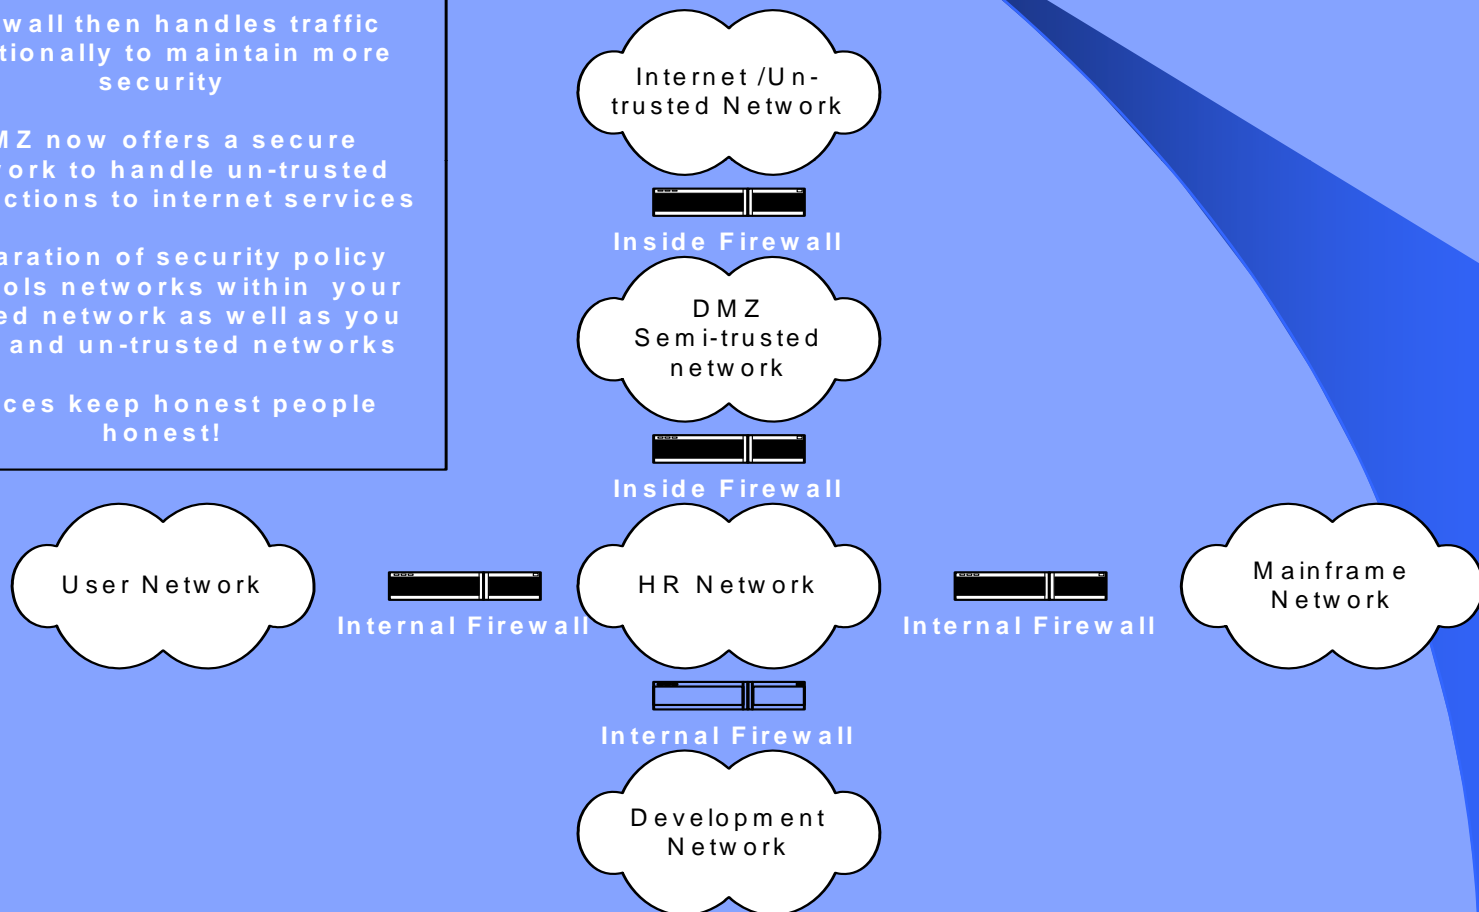 wall then handles traffic
tionally to maintain more
security
MZ now offers a secure
ork to handle un-trusted
ctions to internet services
aration of security policy
ols networks within  your
ed network as well as you
and un-trusted networks
ces keep honest people
honest!
Internet /Un-
trusted Network
Inside Firewall
DMZ
Semi-trusted
network
Inside Firewall
User Network
Internal Firewall
HR Network
Internal Firewall
Mainframe
Network
Internal Firewall
Development
Network